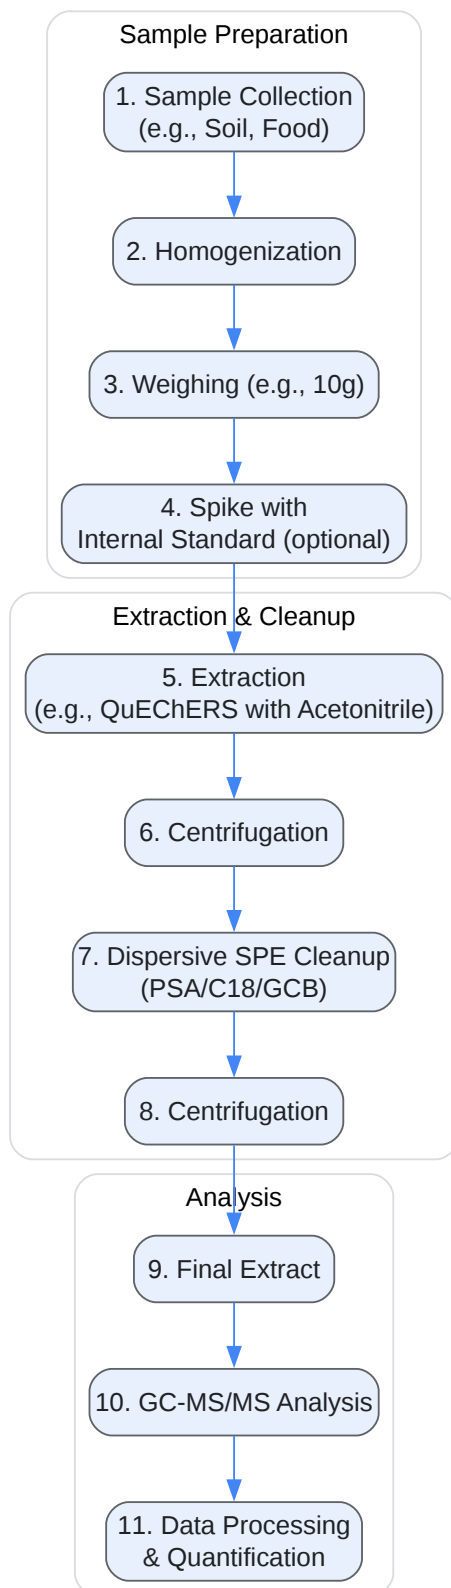 Sample Preparation
1. Sample Collection
(e.g., Soil, Food)
2. Homogenization
3. Weighing (e.g., 10g)
4. Spike with
Internal Standard (optional)
Extraction & Cleanup
5. Extraction
(e.g., QuEChERS with Acetonitrile)
6. Centrifugation
7. Dispersive SPE Cleanup
(PSA/C18/GCB)
8. Centrifugation
Analysis
9. Final Extract
10. GC-MS/MS Analysis
11. Data Processing
& Quantification